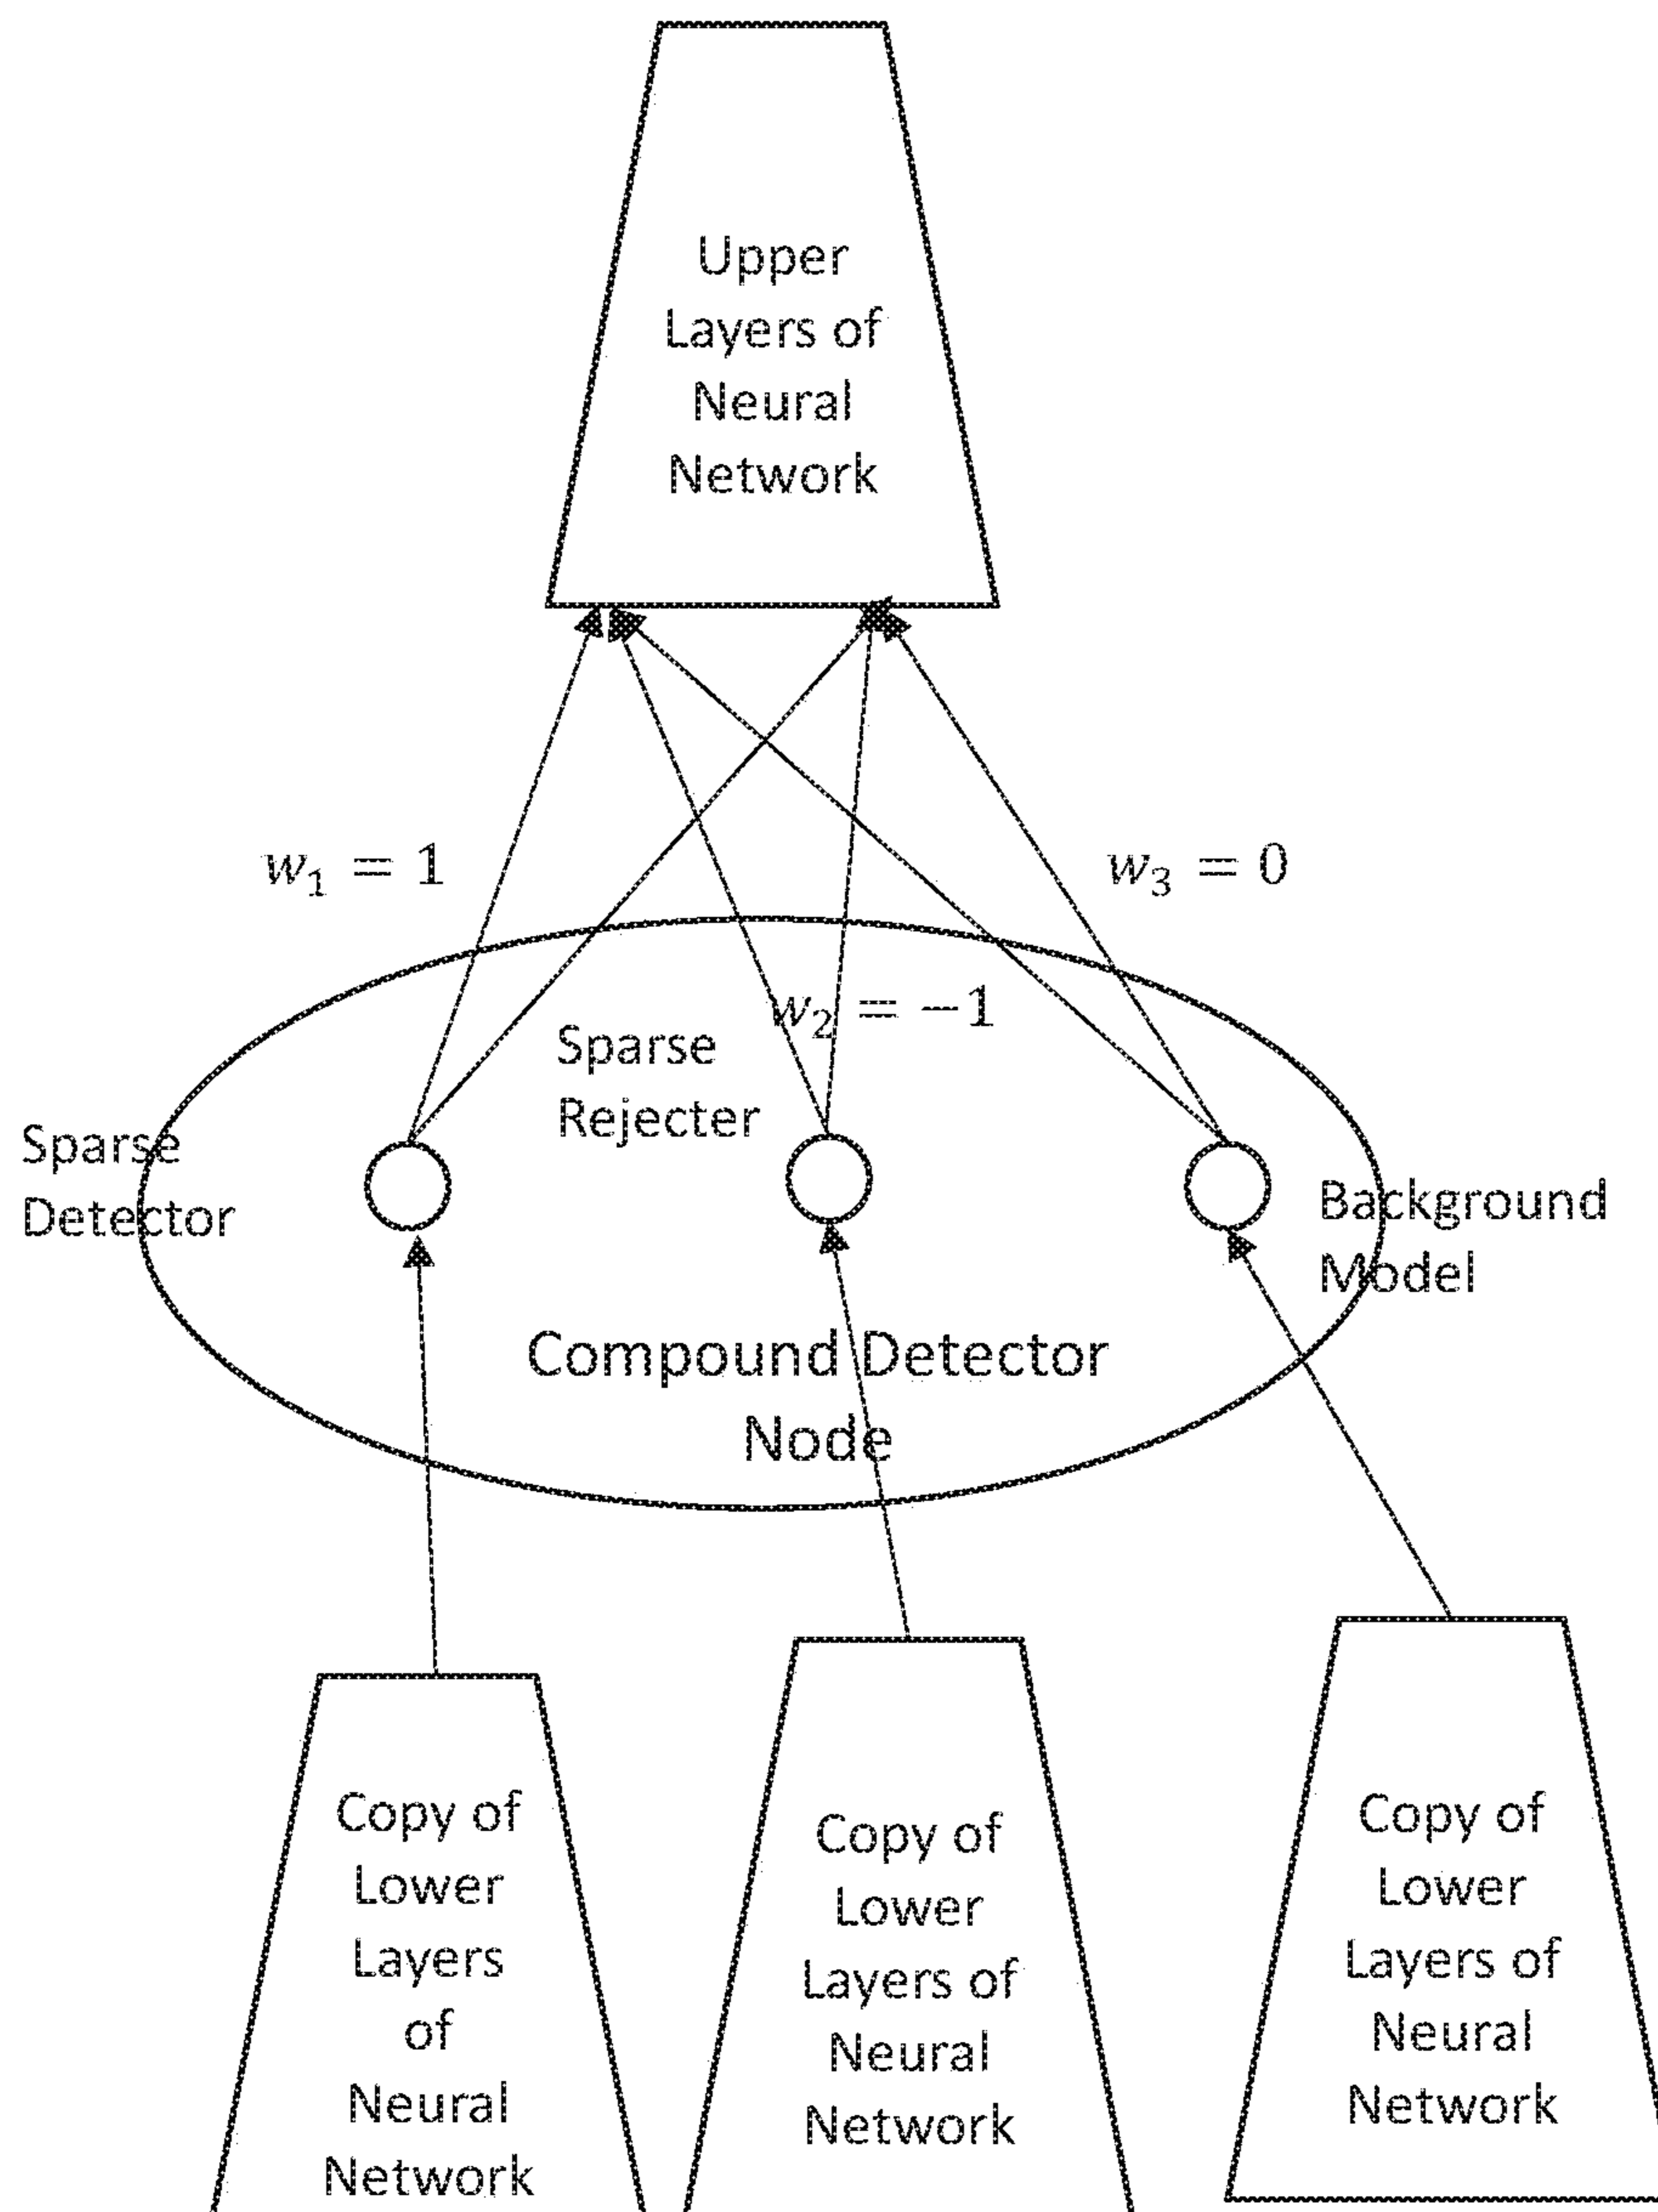 Upper
Layers of
Neural
Network
w₁ = 1
w₃ = 0
w₂ = −1
Sparse
Rejecter
Sparse
Detector
Background
Model
Compound Detector
Node
Copy of
Lower
Layers
of
Neural
Network
Copy of
Lower
Layers of
Neural
Network
Copy of
Lower
Layers of
Neural
Network